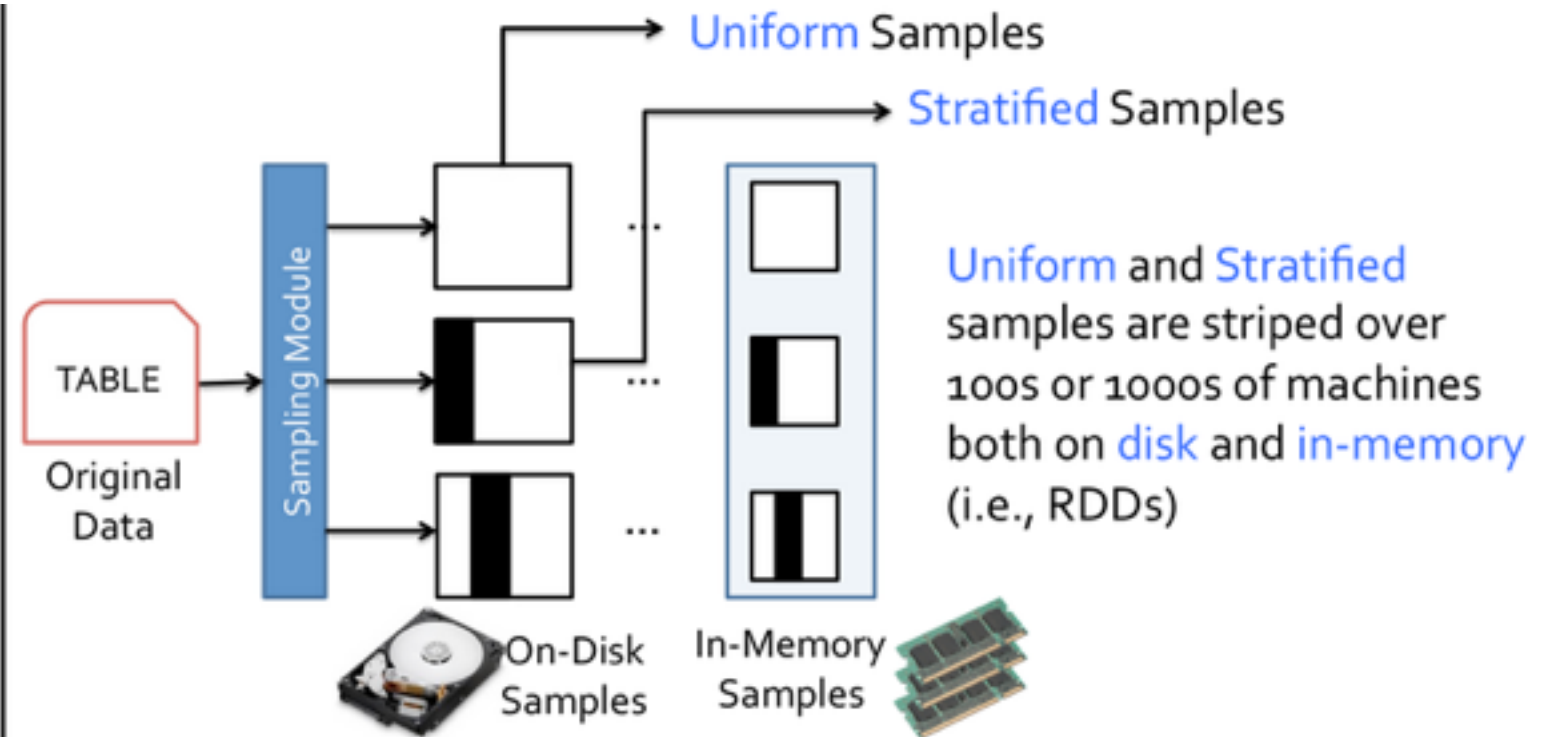 Uniform Samples
Stratified Samples
...
Sampling Module
TABLE
Original
Data
...
...
Uniform and Stratified
samples are striped over
100s or 1000s of machines
both on disk and in-memory
(i.e., RDDs)
On-Disk
Samples
In-Memory
Samples